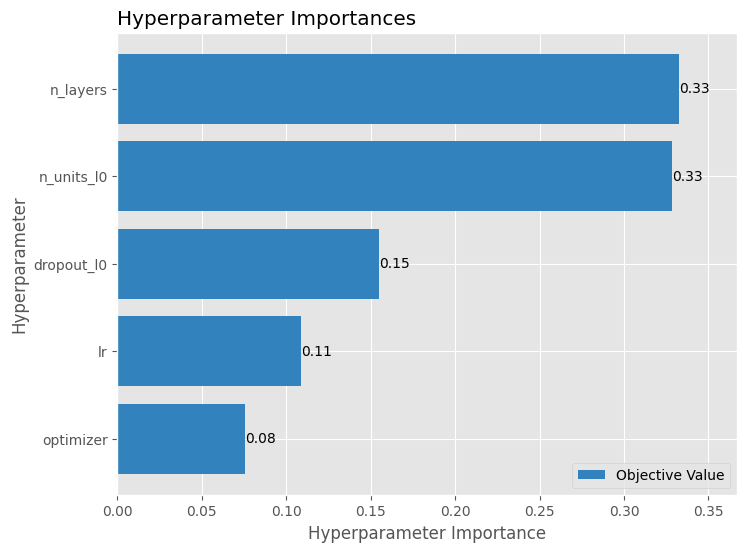 Hyperparameter Importances
Hyperparameter
n_layers
0.33
n_units_l0
0.33
dropout_l0
0.15
lr
0.11
optimizer
0.08
Objective Value
0.00 0.05 0.10 0.15 0.20 0.25 0.30 0.35
Hyperparameter Importance